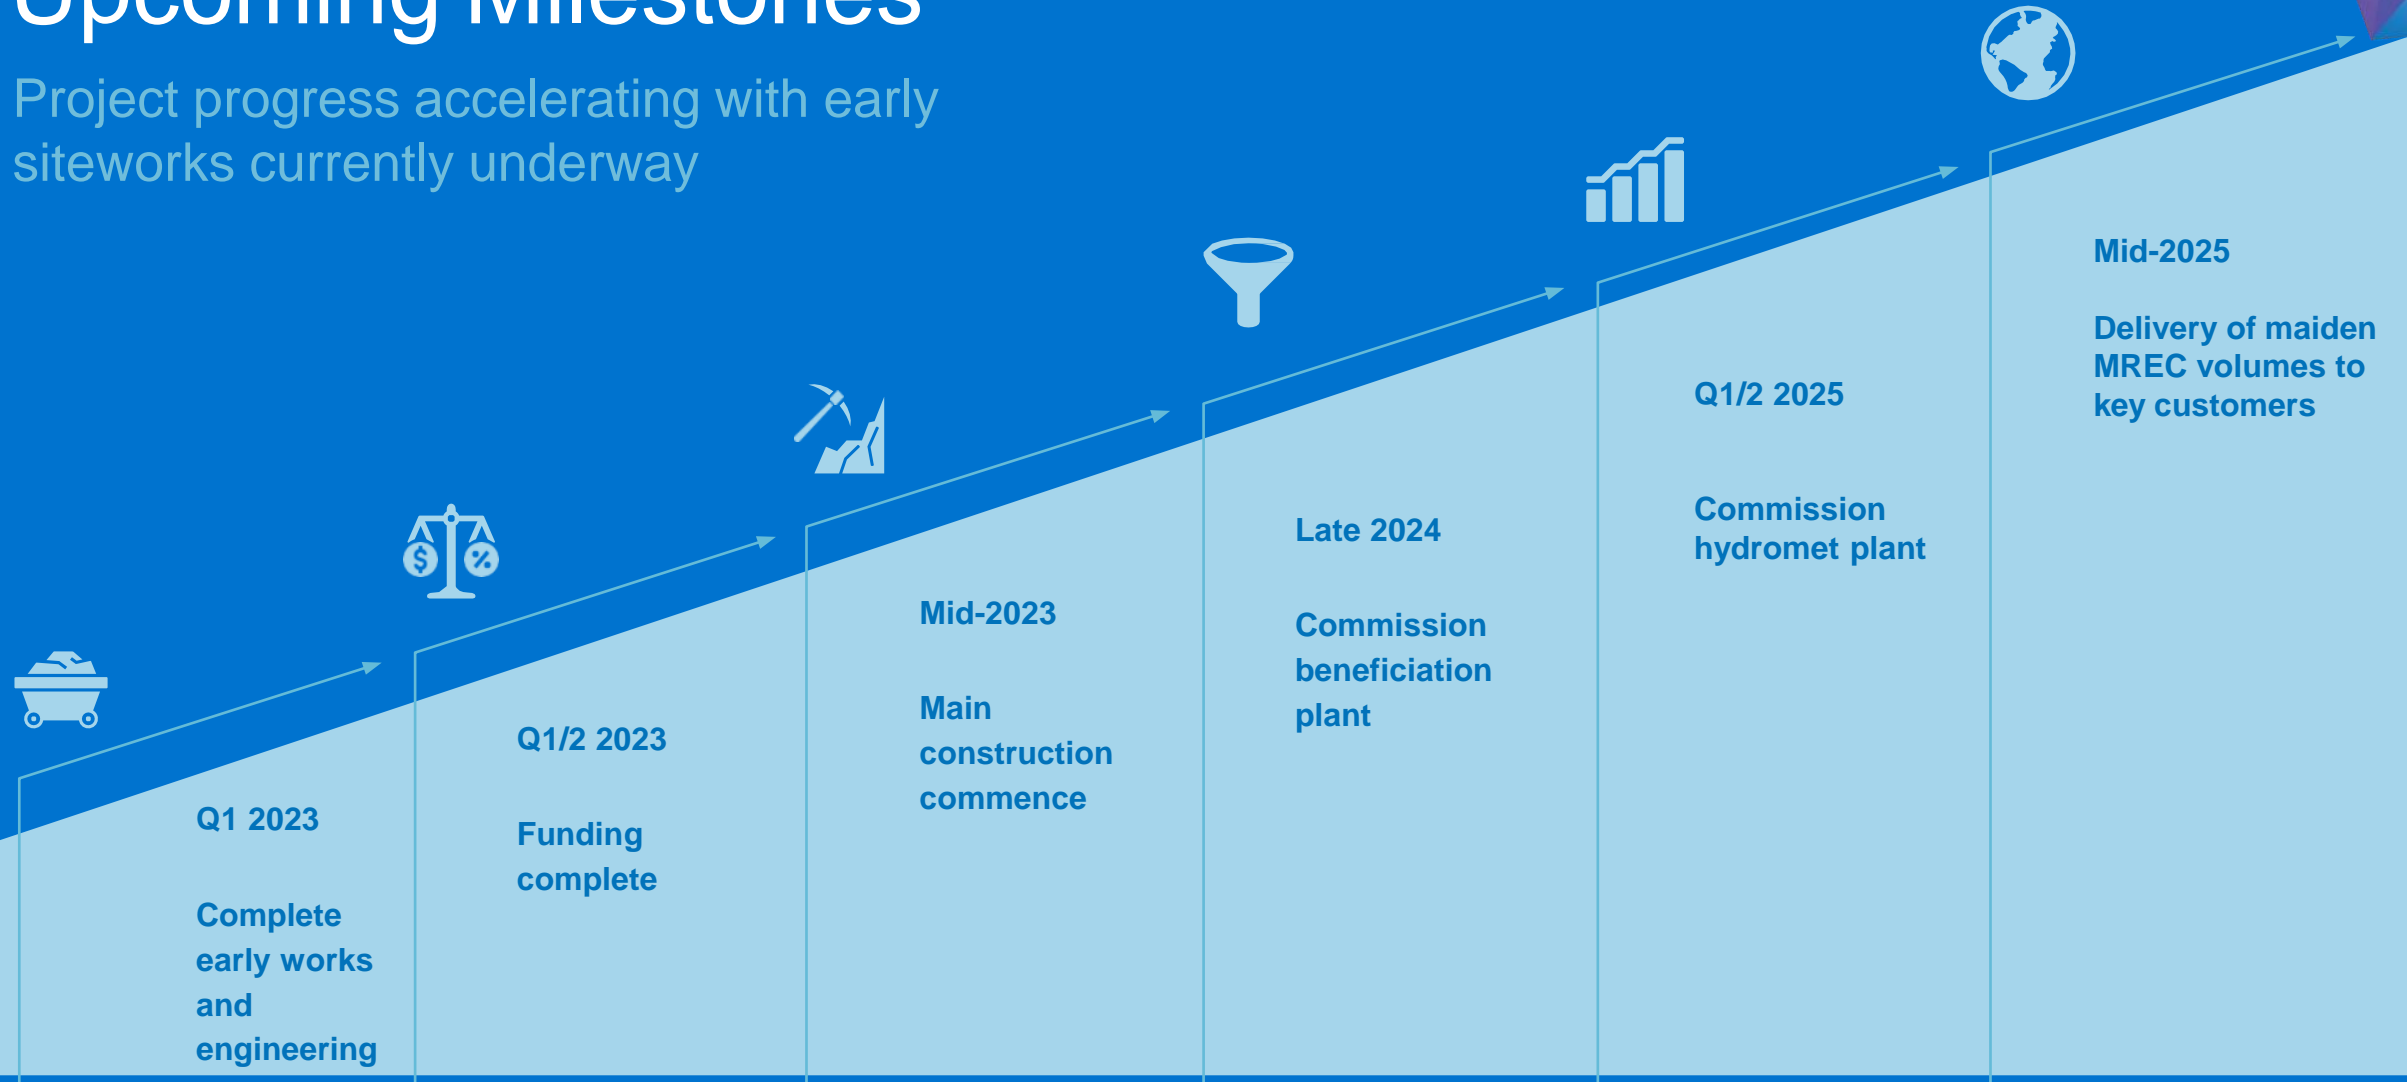 Upcoming Milestones
Project progress accelerating with early
siteworks currently underway
$
%
Q1 2023
Complete
early works
and
engineering
Q1/2 2023
Funding
complete
Mid-2023
Main
construction
commence
Late 2024
Commission
beneficiation
plant
Q1/2 2025
Commission
hydromet plant
Mid-2025
Delivery of maiden
MREC volumes to
key customers